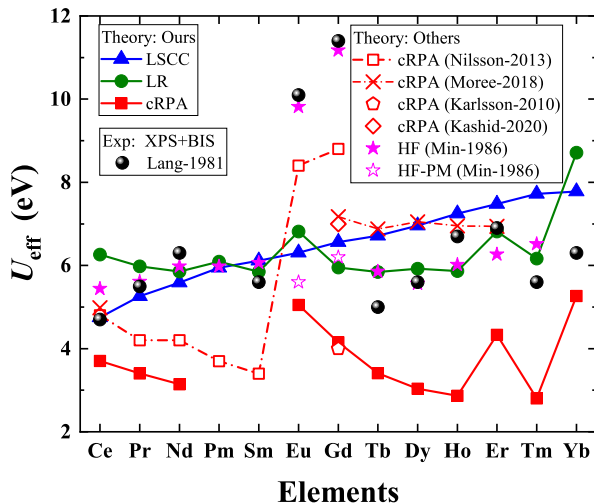 12
10
8
6
4
2
U_eff (eV)
Theory: Ours
LSCC
LR
cRPA
Exp: XPS+BIS
Lang-1981
Theory: Others
cRPA (Nilsson-2013)
cRPA (Moree-2018)
cRPA (Karlsson-2010)
cRPA (Kashid-2020)
HF (Min-1986)
HF-PM (Min-1986)
Ce Pr Nd Pm Sm Eu Gd Tb Dy Ho Er Tm Yb
Elements